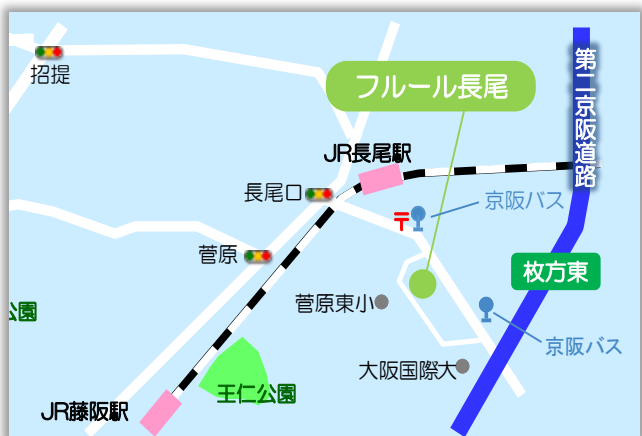 招提
フルール長尾
第二京阪道路
JR長尾駅
長尾口
京阪バス
〒
菅原
枚方東
菅原東小
公園
京阪バス
大阪国際大
王仁公園
JR藤阪駅